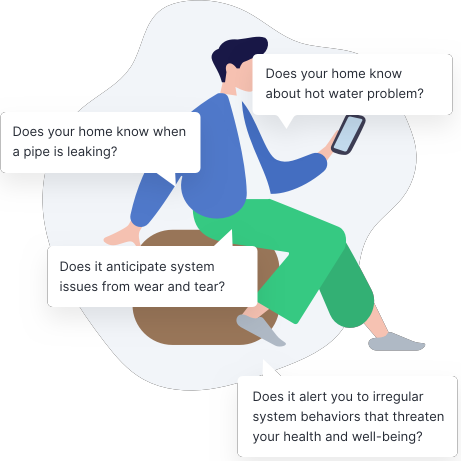 Does your home know
about hot water problem?
Does your home know when
a pipe is leaking?
Does it anticipate system
issues from wear and tear?
Does it alert you to irregular
system behaviors that threaten
your health and well-being?